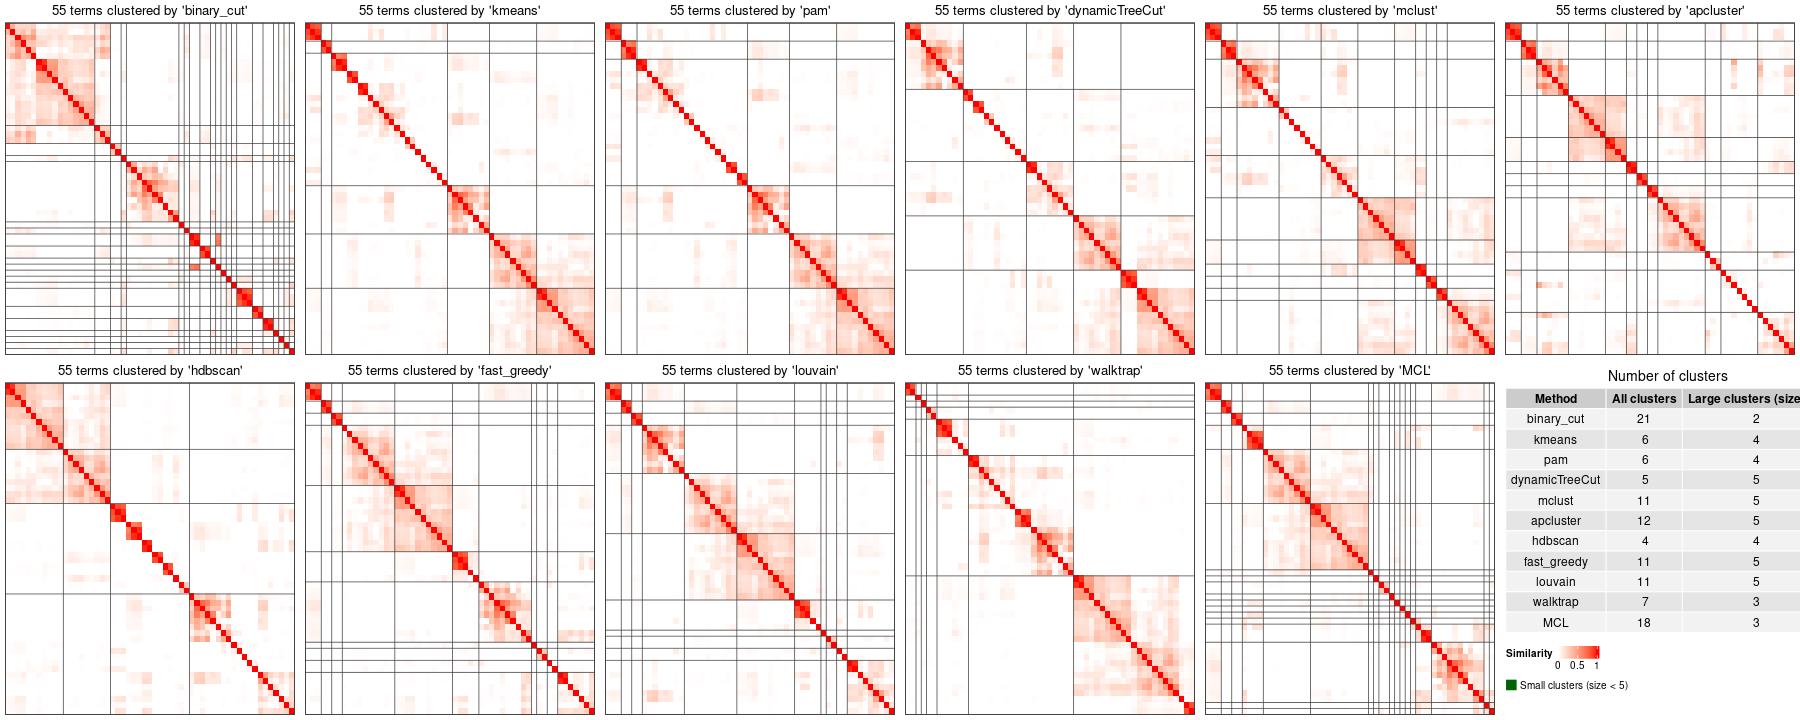 55 terms clustered by 'binary_cut'
55 terms clustered by 'kmeans'
55 terms clustered by 'pam'
55 terms clustered by 'dynamicTreeCut'
55 terms clustered by 'mclust'
55 terms clustered by 'apcluster'
55 terms clustered by 'hdbscan'
55 terms clustered by 'fast_greedy'
55 terms clustered by 'louvain'
55 terms clustered by 'walktrap'
55 terms clustered by 'MCL'
Number of clusters
Method All clusters Large clusters (size
binary_cut 21 2
kmeans 6 4
pam 6 4
dynamicTreeCut 5 5
mclust 11 5
apcluster 12 5
hdbscan 4 4
fast_greedy 11 5
louvain 11 5
walktrap 7 3
MCL 18 3
Similarity
0 0.5 1
Small clusters (size < 5)